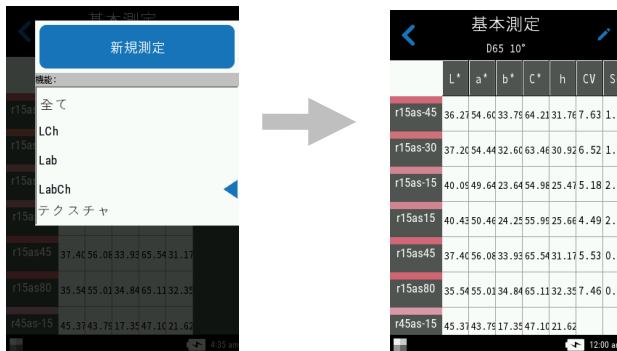 基本測定
新規測定
機能:
全て
LCh
Lab
LabCh
テクスチャ
r15as45 37.40 56.08 33.93 65.54 31.17
r15as80 35.54 55.01 34.84 65.11 32.35
r45as-15 45.37 43.79 17.35 47.10 21.62
4:35 am
基本測定
D65 10°
L* a* b* C* h CV S
r15as-45 36.27 54.60 33.79 64.21 31.76 7.63 1.
r15as-30 37.20 54.44 32.60 63.46 30.92 6.52 1.
r15as-15 40.09 49.64 23.64 54.98 25.47 5.18 2.
r15as15 40.43 50.46 24.25 55.99 25.66 4.49 2.
r15as45 37.40 56.08 33.93 65.54 31.17 5.53 0.
r15as80 35.54 55.01 34.84 65.11 32.35 7.46 0.
r45as-15 45.37 43.79 17.35 47.10 21.62
12:00 am